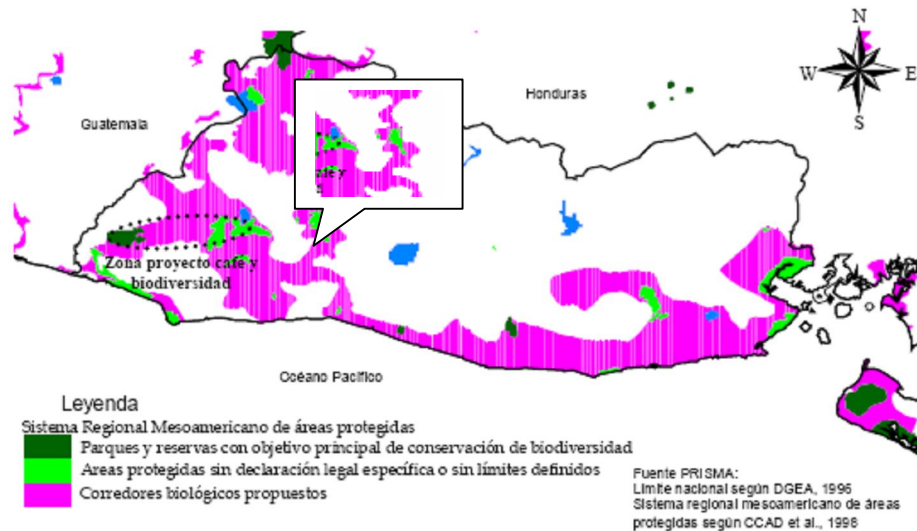 N
W E
S
Honduras
Guatemala
café y
Zona proyecto café y
biodiversidad
Océano Pacífico
Leyenda
Sistema Regional Mesoamericano de áreas protegidas
Parques y reservas con objetivo principal de conservación de biodiversidad
Areas protegidas sin declaración legal específica o sin límites definidos
Corredores biológicos propuestos
Fuente PRISMA:
Límite nacional según DGEA, 1996
Sistema regional mesoamericano de áreas
protegidas según CCAD et al., 1998